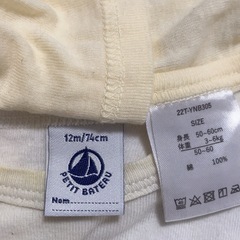 12m/74cm
PETIT BATEAU
Nom
22T-YNB305
SIZE
身長 50-60cm
体重 3-6kg
50-60
綿 100%